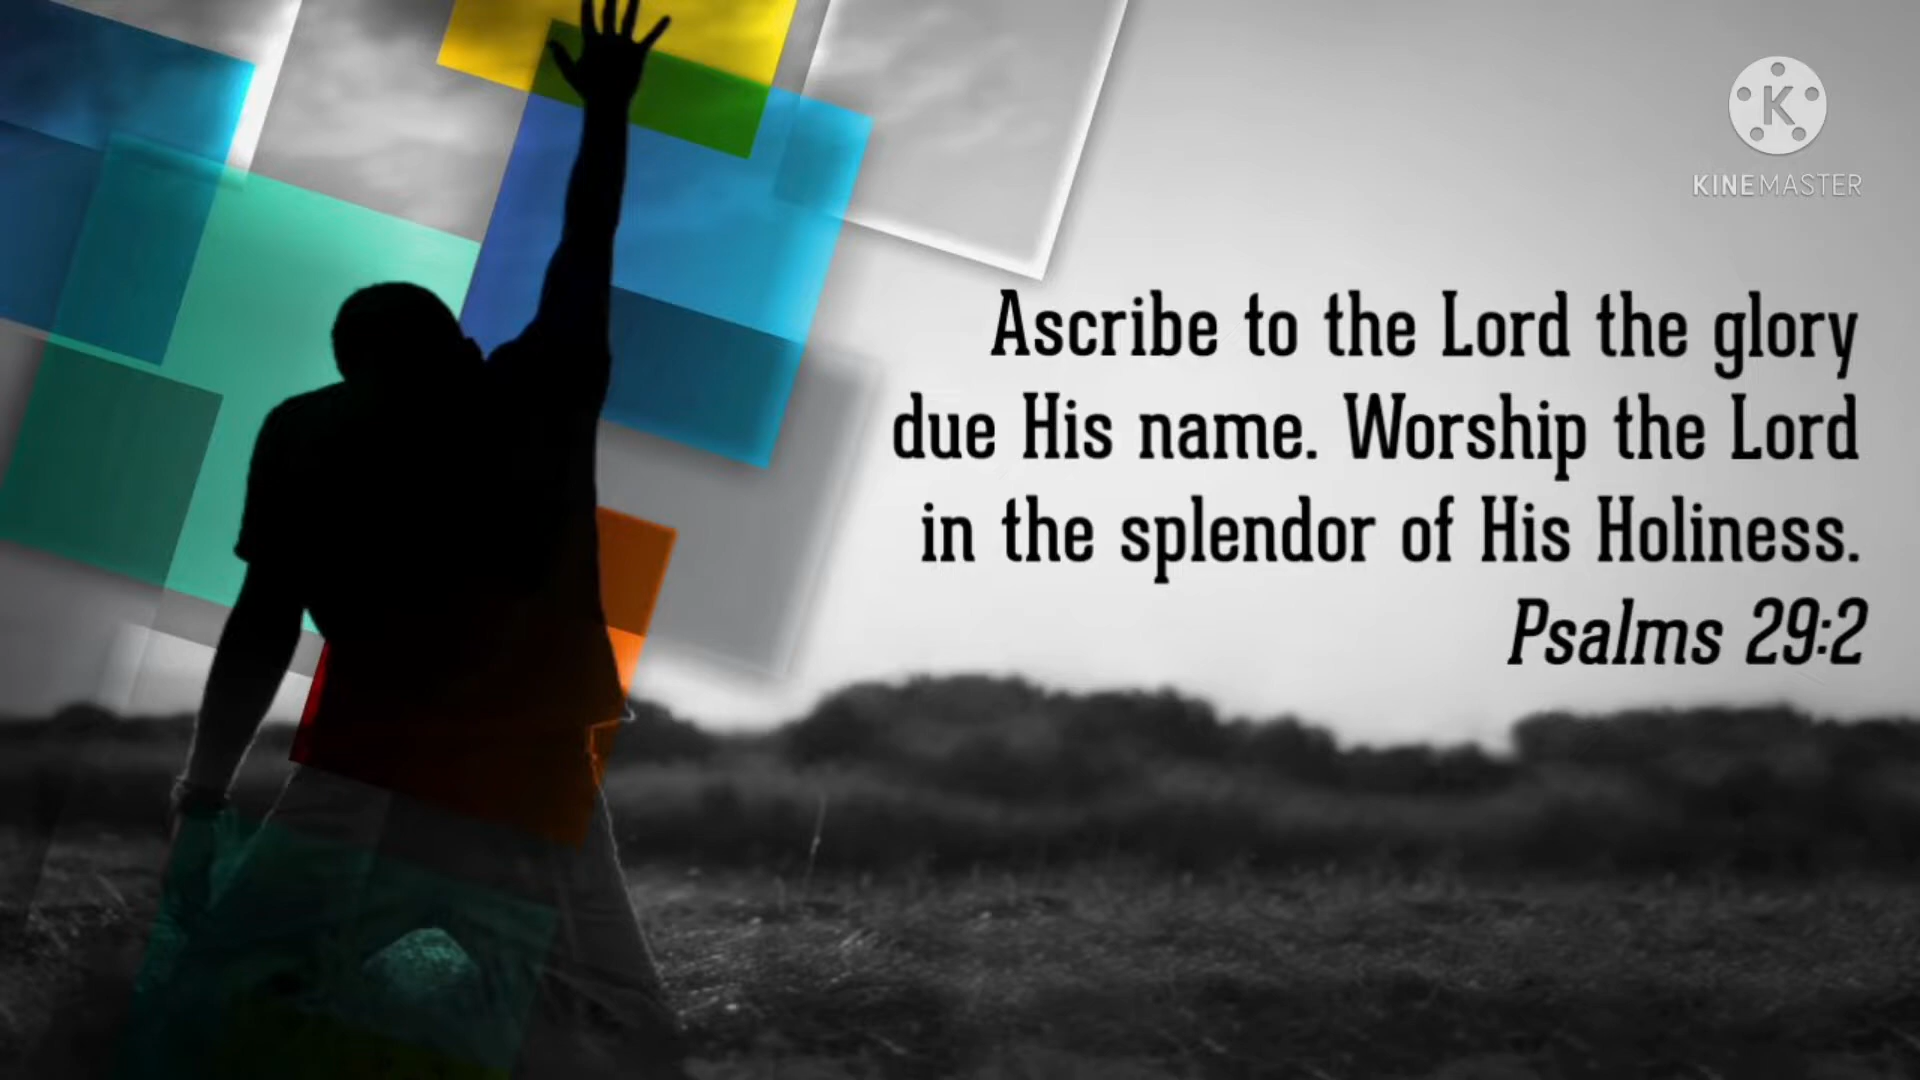 K
KINEMASTER
Ascribe to the Lord the glory
due His name. Worship the Lord
in the splendor of His Holiness.
Psalms 29:2